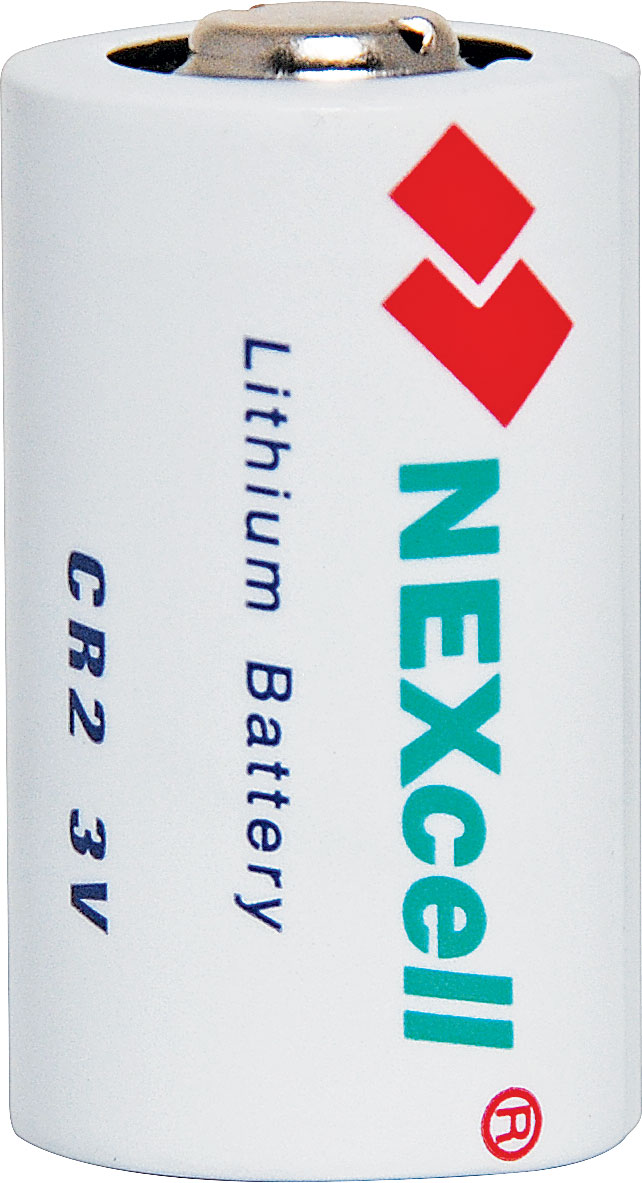 NEXcell ®
Lithium Battery
CR2 3V